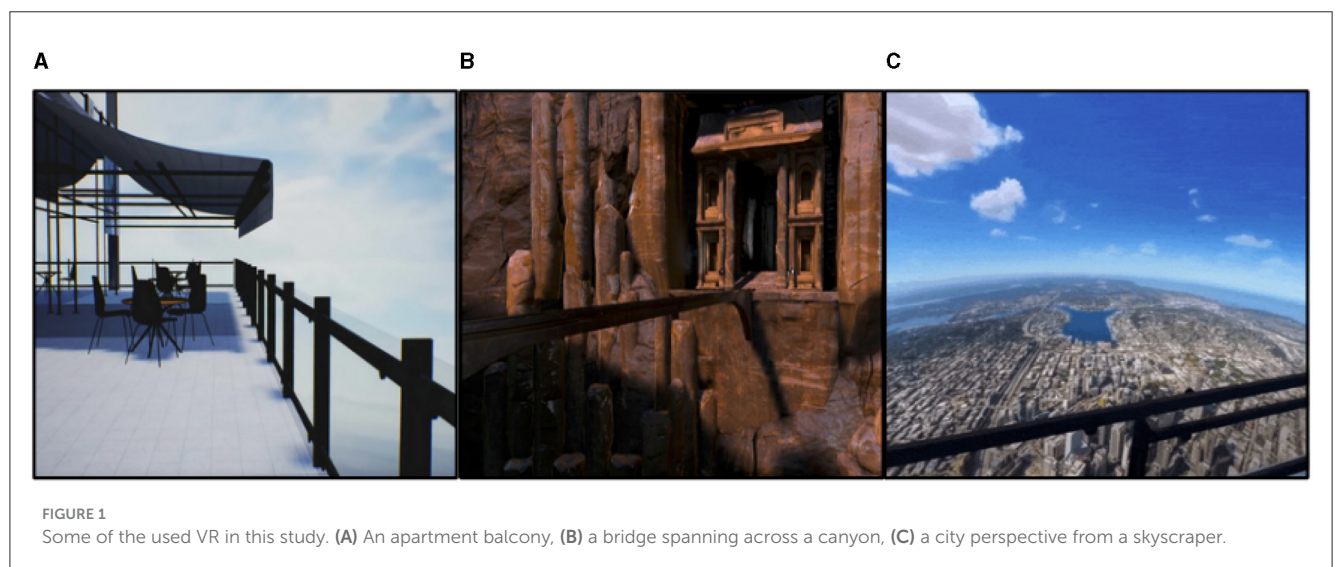 A
B
C
FIGURE 1
Some of the used VR in this study. (A) An apartment balcony, (B) a bridge spanning across a canyon, (C) a city perspective from a skyscraper.